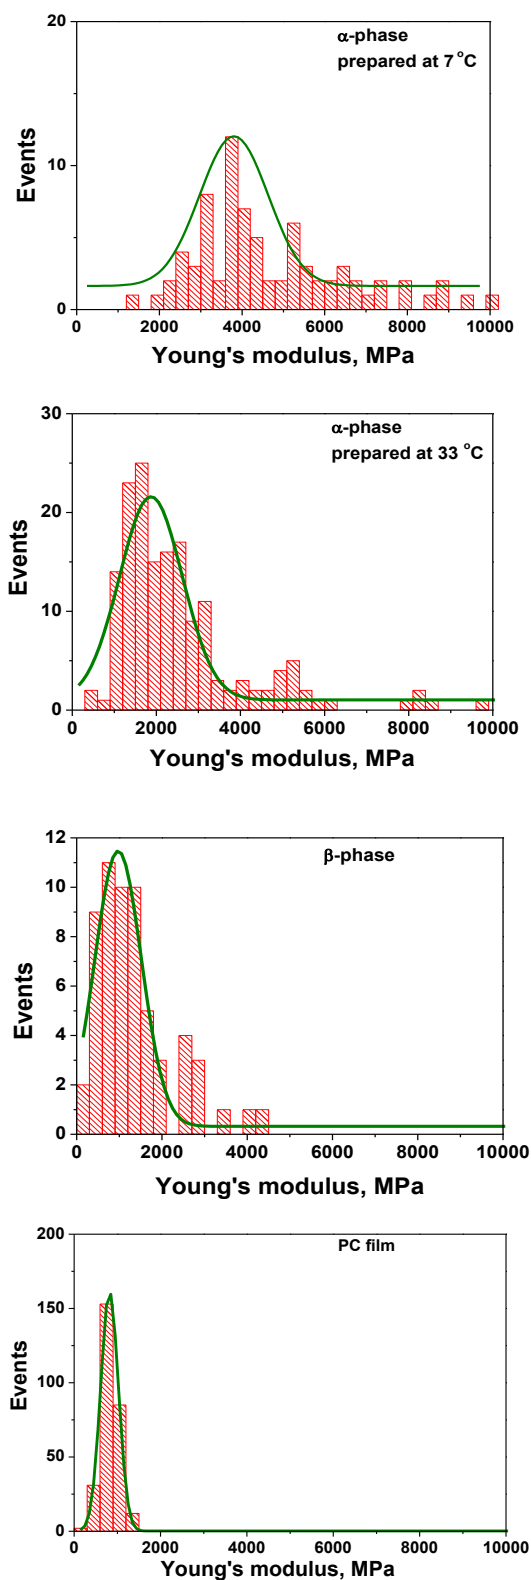 20
α-phase
prepared at 7 °C
10
Events
0
0 2000 4000 6000 8000 10000
Young's modulus, MPa
30
α-phase
prepared at 33 °C
20
Events
10
0
0 2000 4000 6000 8000 10000
Young's modulus, MPa
12
β-phase
10
8
6
Events
4
2
0
0 2000 4000 6000 8000 10000
Young's modulus, MPa
200
PC film
150
100
Events
50
0
0 2000 4000 6000 8000 10000
Young's modulus, MPa